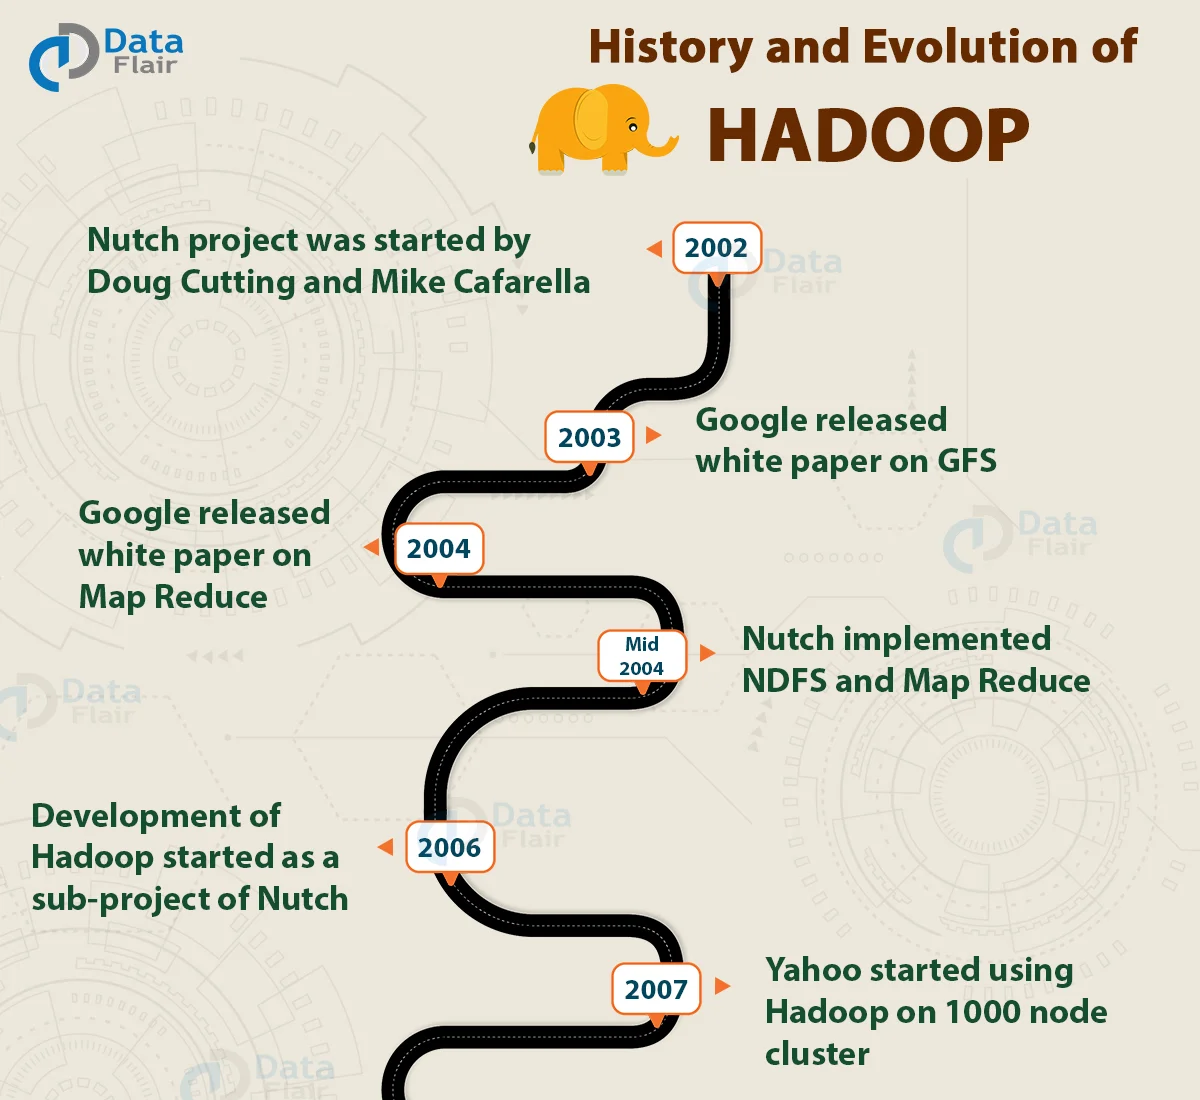 Data
Flair
History and Evolution of
HADOOP
Nutch project was started by
Doug Cutting and Mike Cafarella
2002
Data
Flair
2003
Google released
white paper on GFS
Google released
white paper on
Map Reduce
2004
Data
Flair
Mid
2004
Nutch implemented
NDFS and Map Reduce
Data
Flair
Development of
Hadoop started as a
sub-project of Nutch
2006
Data
Flair
2007
Yahoo started using
Hadoop on 1000 node
cluster
Data
Flair